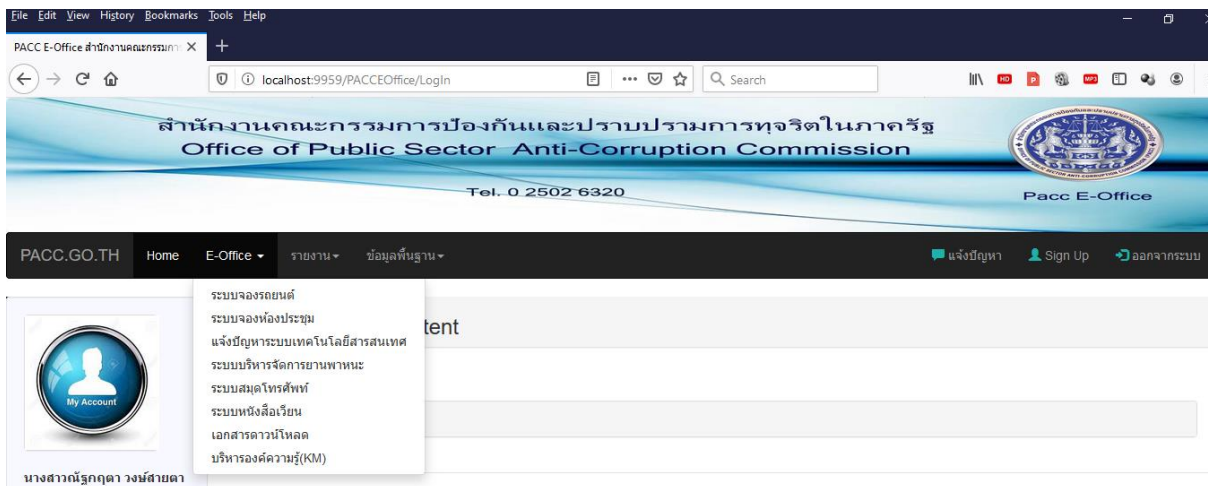 File Edit View History Bookmarks Tools Help
PACC E-Office สำนักงานคณะกรรมกา
localhost:9959/PACCEOffice/LogIn
Search
สำนักงานคณะกรรมการป้องกันและปราบปรามการทุจริตในภาครัฐ
Office of Public Sector Anti-Corruption Commission
Tel. 0 2502 6320
Pacc E-Office
PACC.GO.TH Home E-Office รายงาน ข้อมูลพื้นฐาน แจ้งปัญหา Sign Up ออกจากระบบ
ระบบจองรถยนต์
ระบบจองห้องประชุม
tent
แจ้งปัญหาระบบเทคโนโลยีสารสนเทศ
ระบบบริหารจัดการยานพาหนะ
ระบบสมุดโทรศัพท์
My Account
ระบบหนังสือเวียน
เอกสารดาวน์โหลด
บริหารองค์ความรู้(KM)
นางสาวณัฐกฤตา วงษ์สายตา